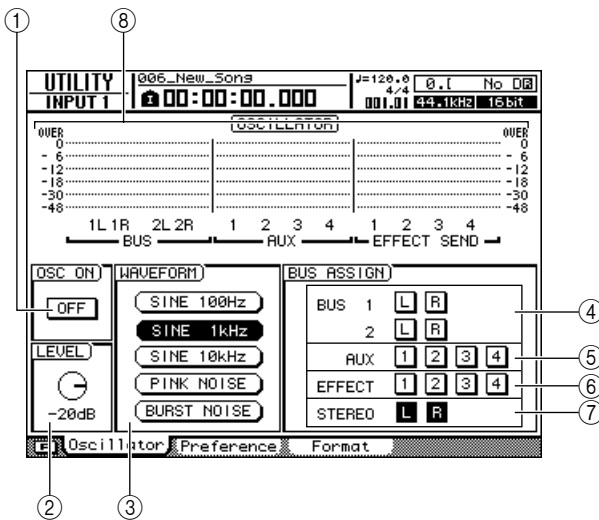 ① ⑧
UTILITY 006_New_Song ♩=120.0 0.[ No DR
4/4
INPUT 1 00:00:00.000 001.01 44.1kHz 16bit
OSCILLATOR
OVER OVER
0 0
- 6 - 6
-12 -12
-18 -18
-30 -30
-48 -48
1L 1R 2L 2R 1 2 3 4 1 2 3 4
BUS AUX EFFECT SEND
OSC ON WAVEFORM BUS ASSIGN
OFF SINE 100Hz BUS 1 L R ④
SINE 1kHz 2 L R
LEVEL SINE 10kHz AUX 1 2 3 4 ⑤
PINK NOISE EFFECT 1 2 3 4 ⑥
-20dB BURST NOISE STEREO L R ⑦
F Oscillator Preference Format
② ③